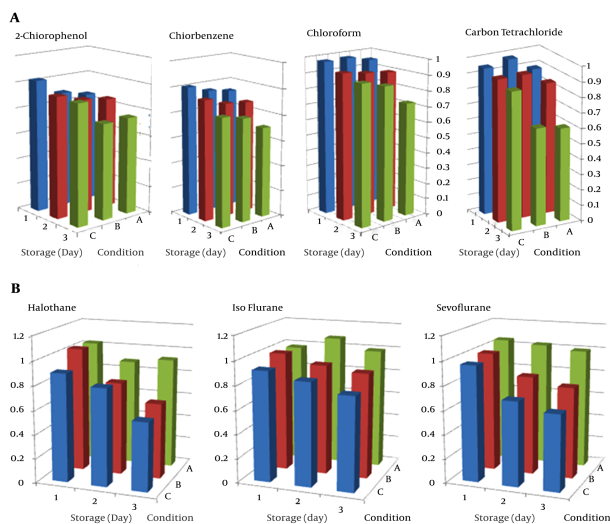 A
2-Chiorophenol
Chiorbenzene
Chloroform
Carbon Tetrachloride
1
0.9
0.8
0.7
0.6
0.5
0.4
0.3
0.2
0.1
0
1
0.9
0.8
0.7
0.6
0.5
0.4
0.3
0.2
0.1
0
1 2 3 C B A
1 2 3 C B A
1 2 3 C B A
1 2 3 C B A
Storage (Day) Condition
Storage (day) Condition
Storage (day) Condition
Storage (day) Condition
B
Halothane
Iso Flurane
Sevoflurane
1.2
1
0.8
0.6
0.4
0.2
0
1.2
1
0.8
0.6
0.4
0.2
0
1.2
1
0.8
0.6
0.4
0.2
0
1 2 3 C B A
1 2 3 C B A
1 2 3 C B A
Storage (Day) Condition
Storage (day) Condition
Storage (day) Condition